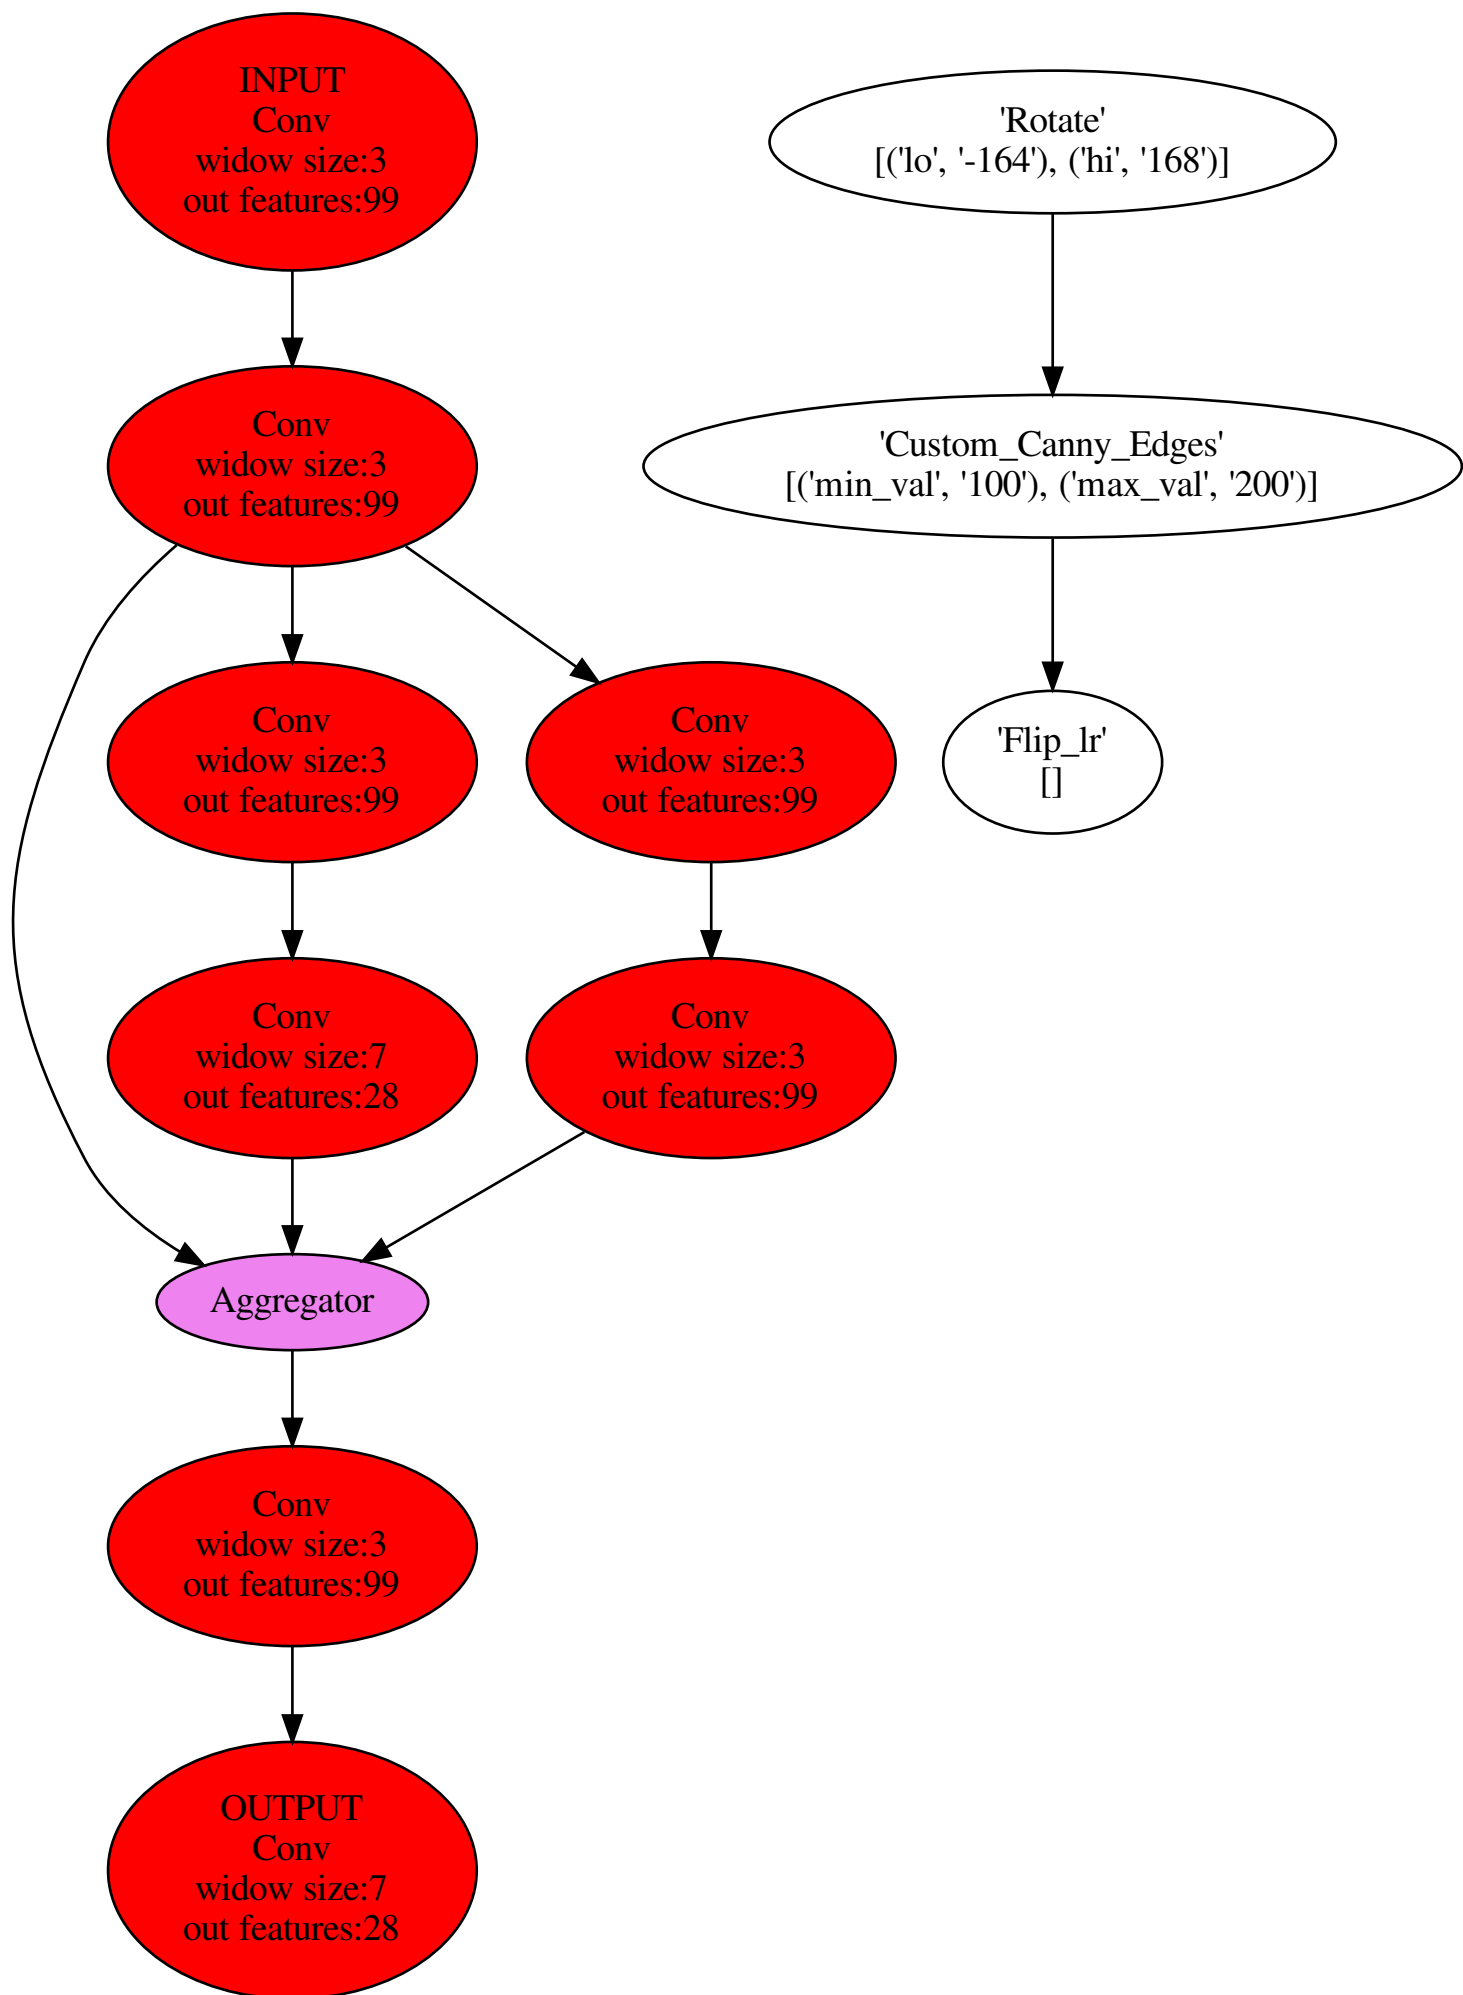 INPUT
Conv
widow size:3
out features:99
'Rotate'
[('lo', '-164'), ('hi', '168')]
Conv
widow size:3
out features:99
'Custom_Canny_Edges'
[('min_val', '100'), ('max_val', '200')]
Conv
widow size:3
out features:99
Conv
widow size:3
out features:99
'Flip_lr'
[]
Conv
widow size:7
out features:28
Conv
widow size:3
out features:99
Aggregator
Conv
widow size:3
out features:99
OUTPUT
Conv
widow size:7
out features:28